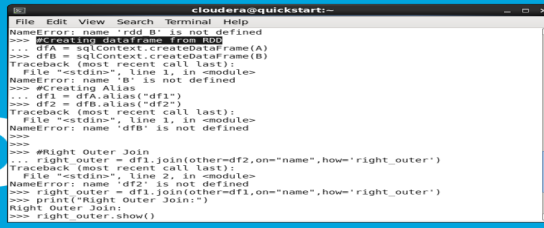 cloudera@quickstart:~
File Edit View Search Terminal Help
NameError: name 'rdd B' is not defined
>>> #Creating dataframe from RDD
... dfA = sqlContext.createDataFrame(A)
>>> dfB = sqlContext.createDataFrame(B)
Traceback (most recent call last):
  File "<stdin>", line 1, in <module>
NameError: name 'B' is not defined
>>> #Creating Alias
... df1 = dfA.alias("df1")
>>> df2 = dfB.alias("df2")
Traceback (most recent call last):
  File "<stdin>", line 1, in <module>
NameError: name 'dfB' is not defined
>>>
>>>
>>> #Right Outer Join
... right_outer = df1.join(other=df2,on="name",how='right_outer')
Traceback (most recent call last):
  File "<stdin>", line 2, in <module>
NameError: name 'df2' is not defined
>>> right_outer = df1.join(other=df1,on="name",how='right_outer')
>>> print("Right Outer Join:")
Right Outer Join:
>>> right_outer.show()